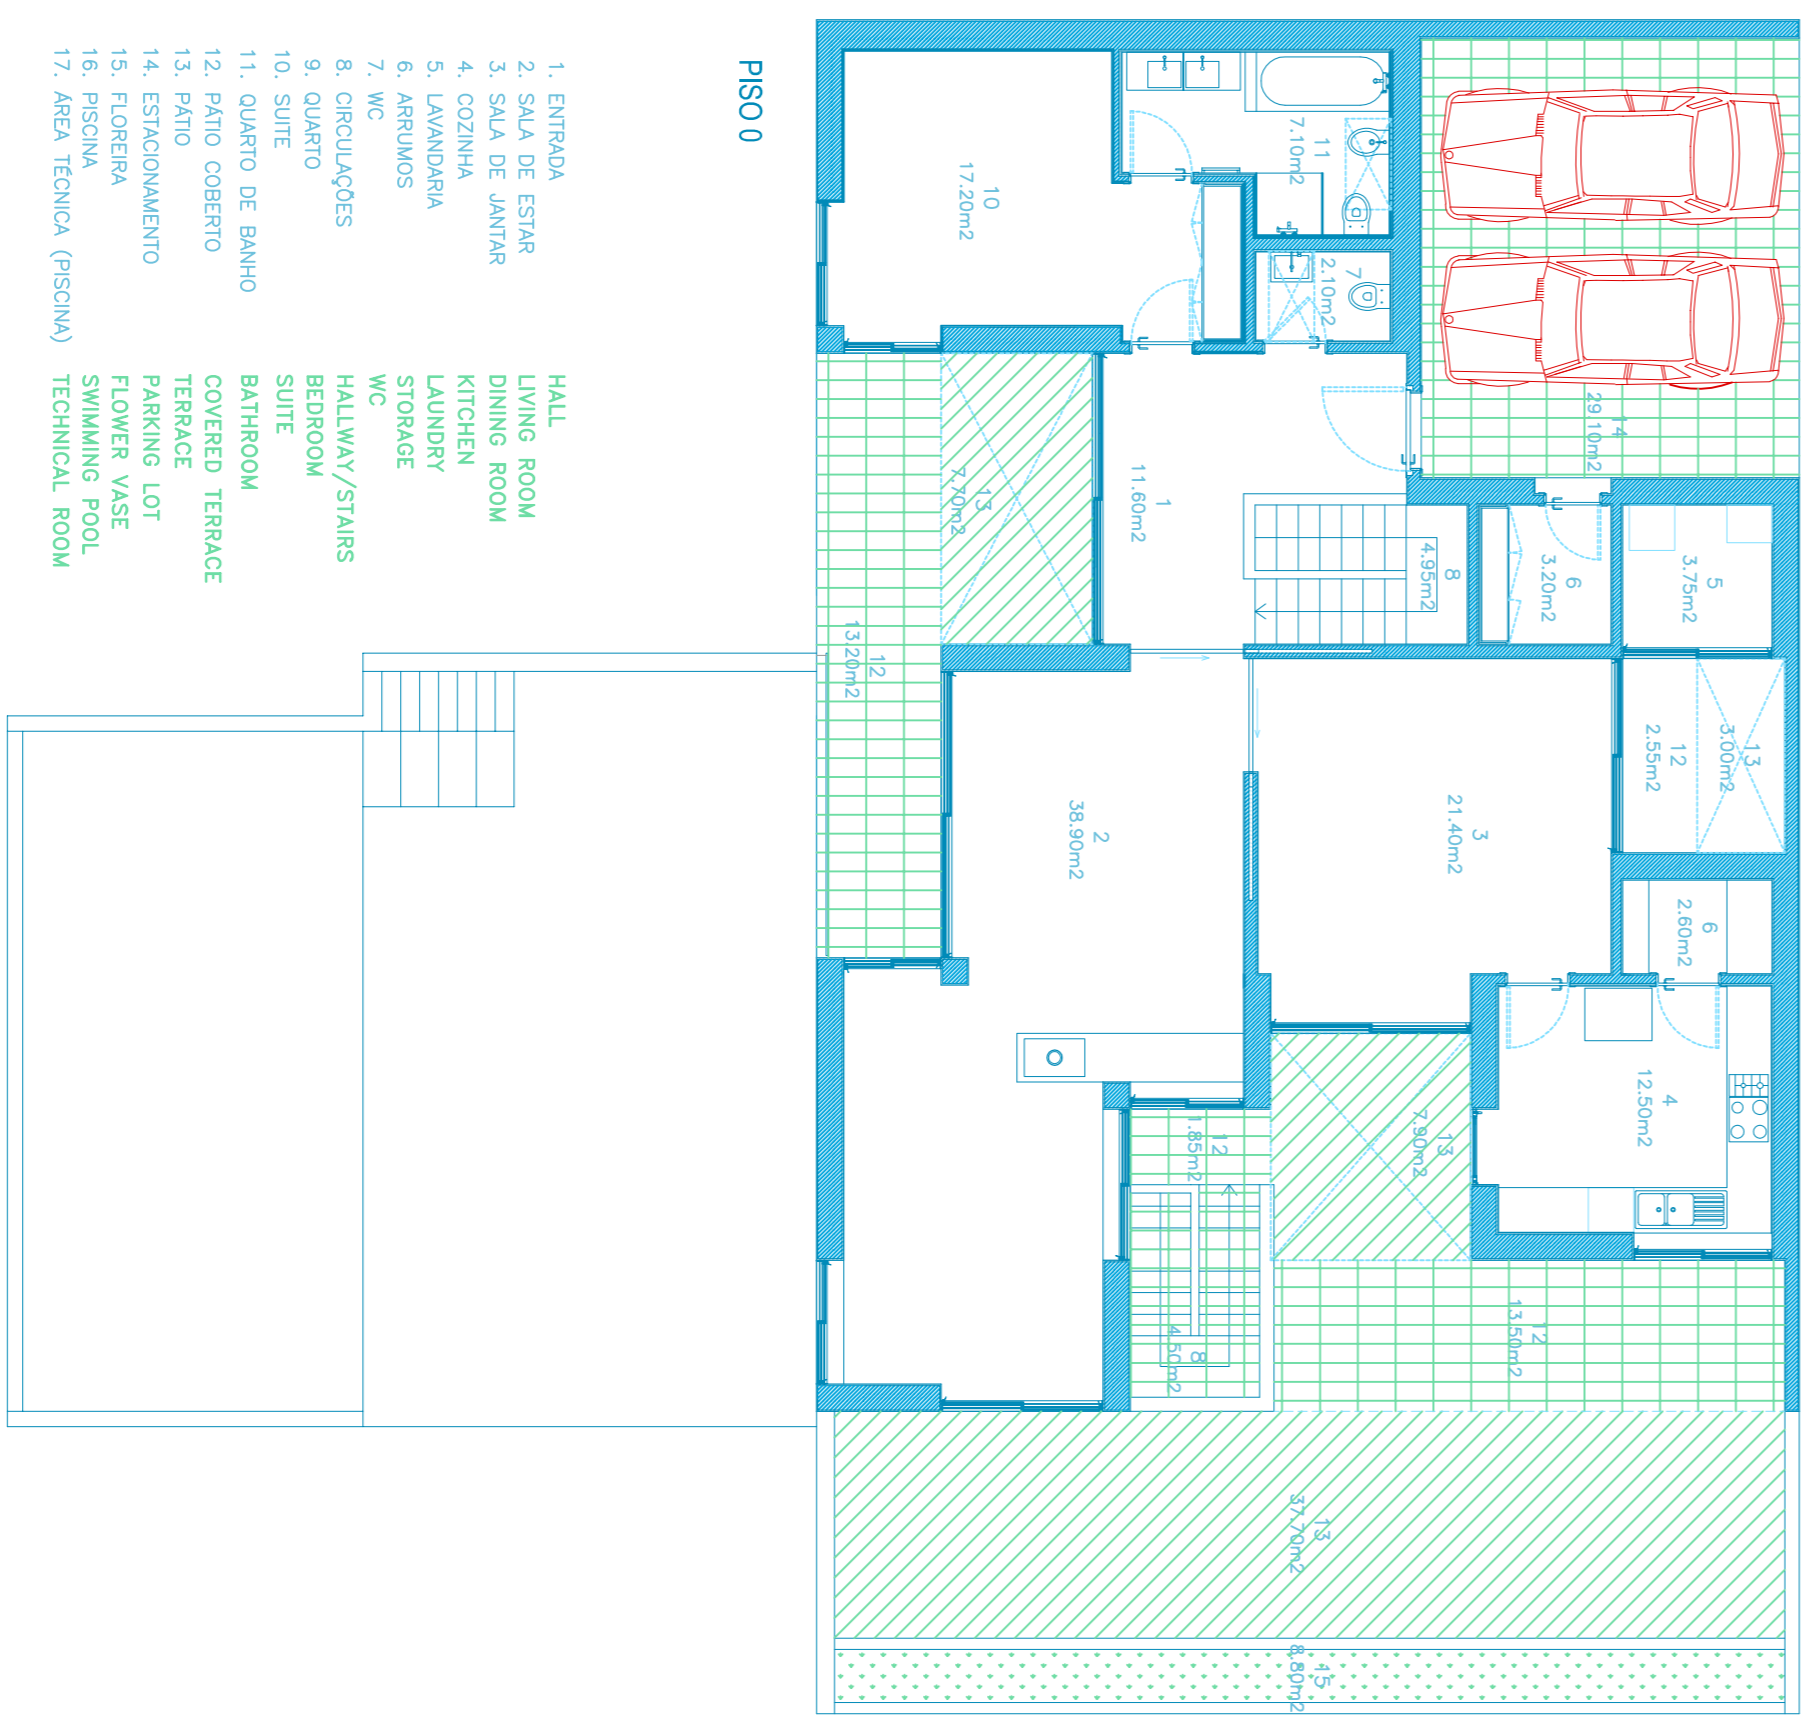 PISO 0
1. ENTRADA HALL
2. SALA DE ESTAR LIVING ROOM
3. SALA DE JANTAR DINING ROOM
4. COZINHA KITCHEN
5. LAVANDARIA LAUNDRY
6. ARRUMOS STORAGE
7. WC WC
8. CIRCULAÇÕES HALLWAY/STAIRS
9. QUARTO BEDROOM
10. SUITE SUITE
11. QUARTO DE BANHO BATHROOM
12. PÁTIO COBERTO COVERED TERRACE
13. PÁTIO TERRACE
14. ESTACIONAMENTO PARKING LOT
15. FLOREIRA FLOWER VASE
16. PISCINA SWIMMING POOL
17. ÁREA TÉCNICA (PISCINA) TECHNICAL ROOM
14
29.10m2
5
3.75m2
13
3.00m2
12
2.55m2
6
2.60m2
6
3.20m2
4
12.50m2
12
13.50m2
3
21.40m2
8
4.95m2
13
7.90m2
11
7.10m2
7
2.10m2
13
37.70m2
15
8.80m2
12
1.85m2
8
4.50m2
1
11.60m2
2
38.90m2
10
17.20m2
13
7.70m2
12
13.20m2